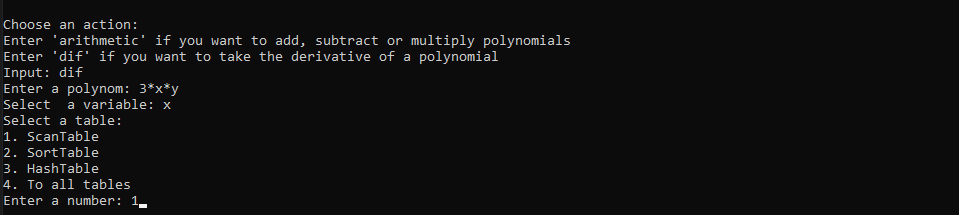 Choose an action:
Enter 'arithmetic' if you want to add, subtract or multiply polynomials
Enter 'dif' if you want to take the derivative of a polynomial
Input: dif
Enter a polynom: 3*x*y
Select  a variable: x
Select a table:
1. ScanTable
2. SortTable
3. HashTable
4. To all tables
Enter a number: 1